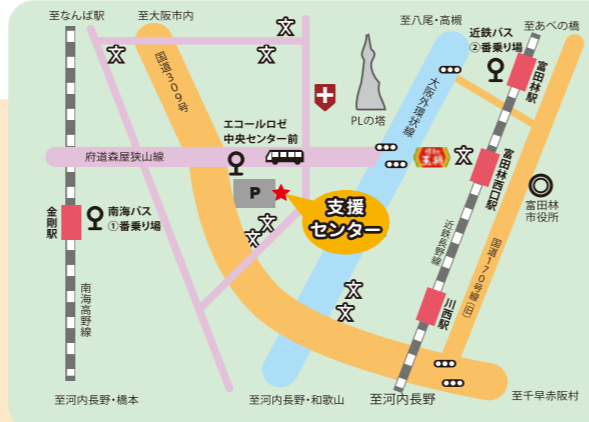 至なんば駅
至大阪市内
至八尾・高槻
近鉄バス
②番乗り場
至あべの橋
富田林駅
国道309号
大阪外環状線
PLの塔
エコールロゼ
中央センター前
府道森屋狭山線
富田林西口駅
P
支援
センター
富田林
市役所
金剛駅
南海バス
①番乗り場
近鉄長野線
国道170号線(旧)
南海高野線
川西駅
至河内長野・橋本
至河内長野・和歌山
至河内長野
至千早赤阪村